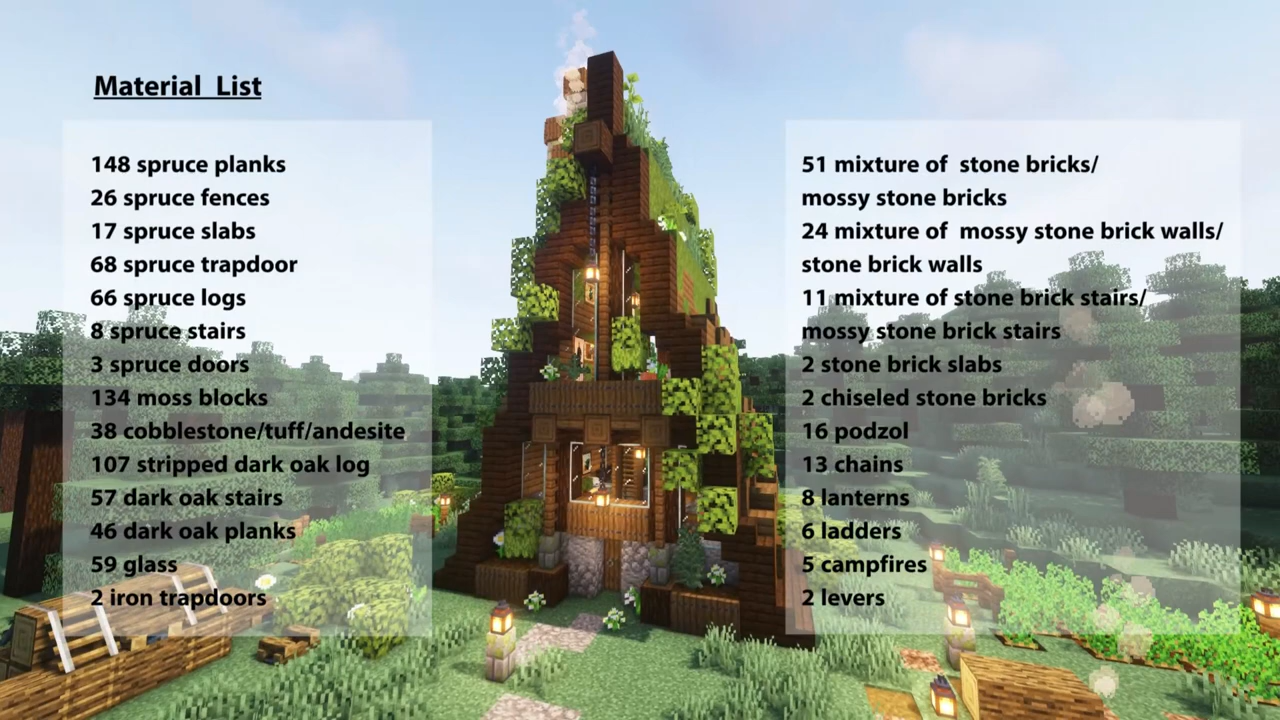 Material List
148 spruce planks
26 spruce fences
17 spruce slabs
68 spruce trapdoor
66 spruce logs
8 spruce stairs
3 spruce doors
134 moss blocks
38 cobblestone/tuff/andesite
107 stripped dark oak log
57 dark oak stairs
46 dark oak planks
59 glass
2 iron trapdoors
51 mixture of stone bricks/
mossy stone bricks
24 mixture of mossy stone brick walls/
stone brick walls
11 mixture of stone brick stairs/
mossy stone brick stairs
2 stone brick slabs
2 chiseled stone bricks
16 podzol
13 chains
8 lanterns
6 ladders
5 campfires
2 levers